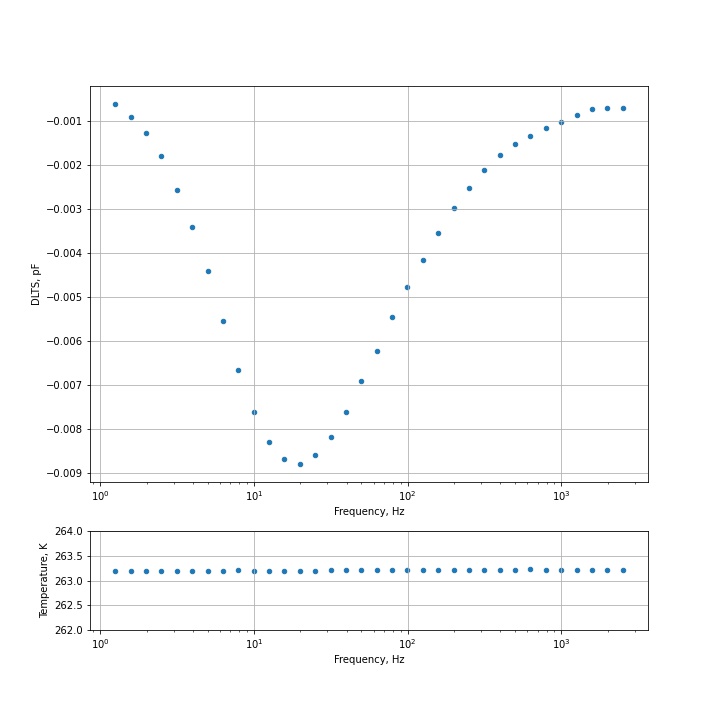 −0.001
−0.002
−0.003
−0.004
−0.005
−0.006
−0.007
−0.008
−0.009
DLTS, pF
10⁰ 10¹ 10² 10³
Frequency, Hz
264.0
263.5
263.0
262.5
262.0
Temperature, K
10⁰ 10¹ 10² 10³
Frequency, Hz